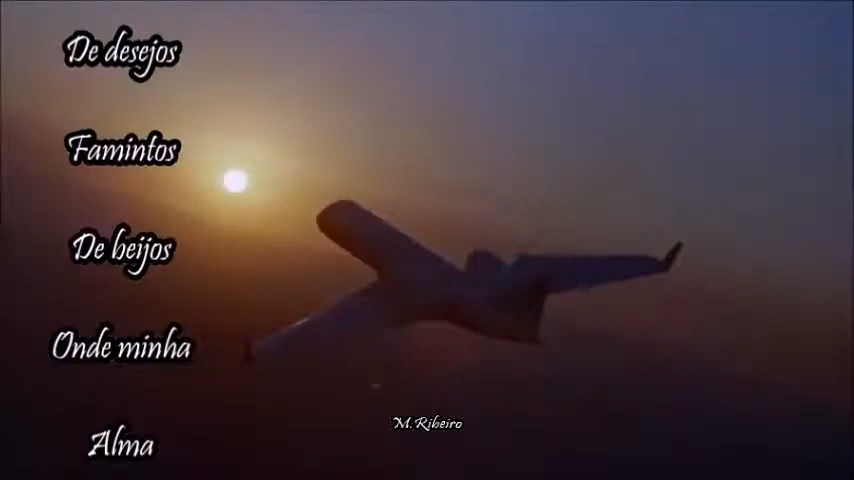 De desejos
Famintos
De beijos
Onde minha
Alma
M. Ribeiro